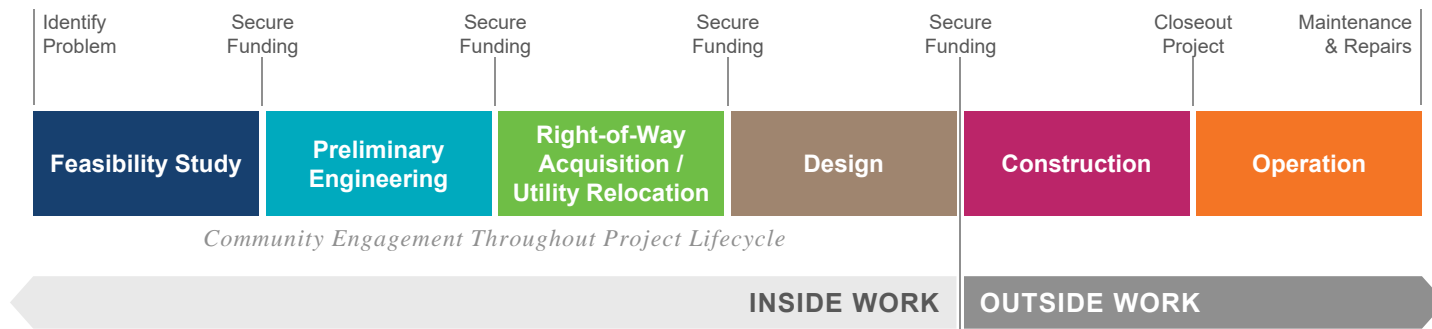 Identify
Problem
Secure
Funding
Secure
Funding
Secure
Funding
Secure
Funding
Closeout
Project
Maintenance
& Repairs
Feasibility Study
Preliminary
Engineering
Right-of-Way
Acquisition /
Utility Relocation
Design
Construction
Operation
Community Engagement Throughout Project Lifecycle
INSIDE WORK
OUTSIDE WORK